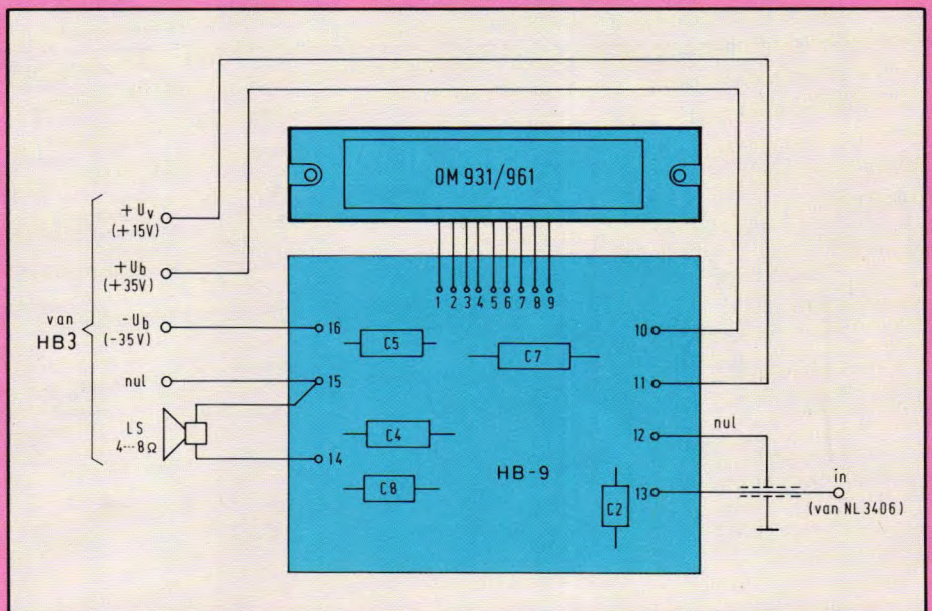 OM 931/961
+Uv
(+15V)
+Ub
(+35V)
van
HB3
-Ub
(-35V)
nul
LS
4...8Ω
1 2 3 4 5 6 7 8 9
16
C5
C7
10
15
11
C4
14
C8
HB-9
C2
12
nul
13
in
(van NL 3406)